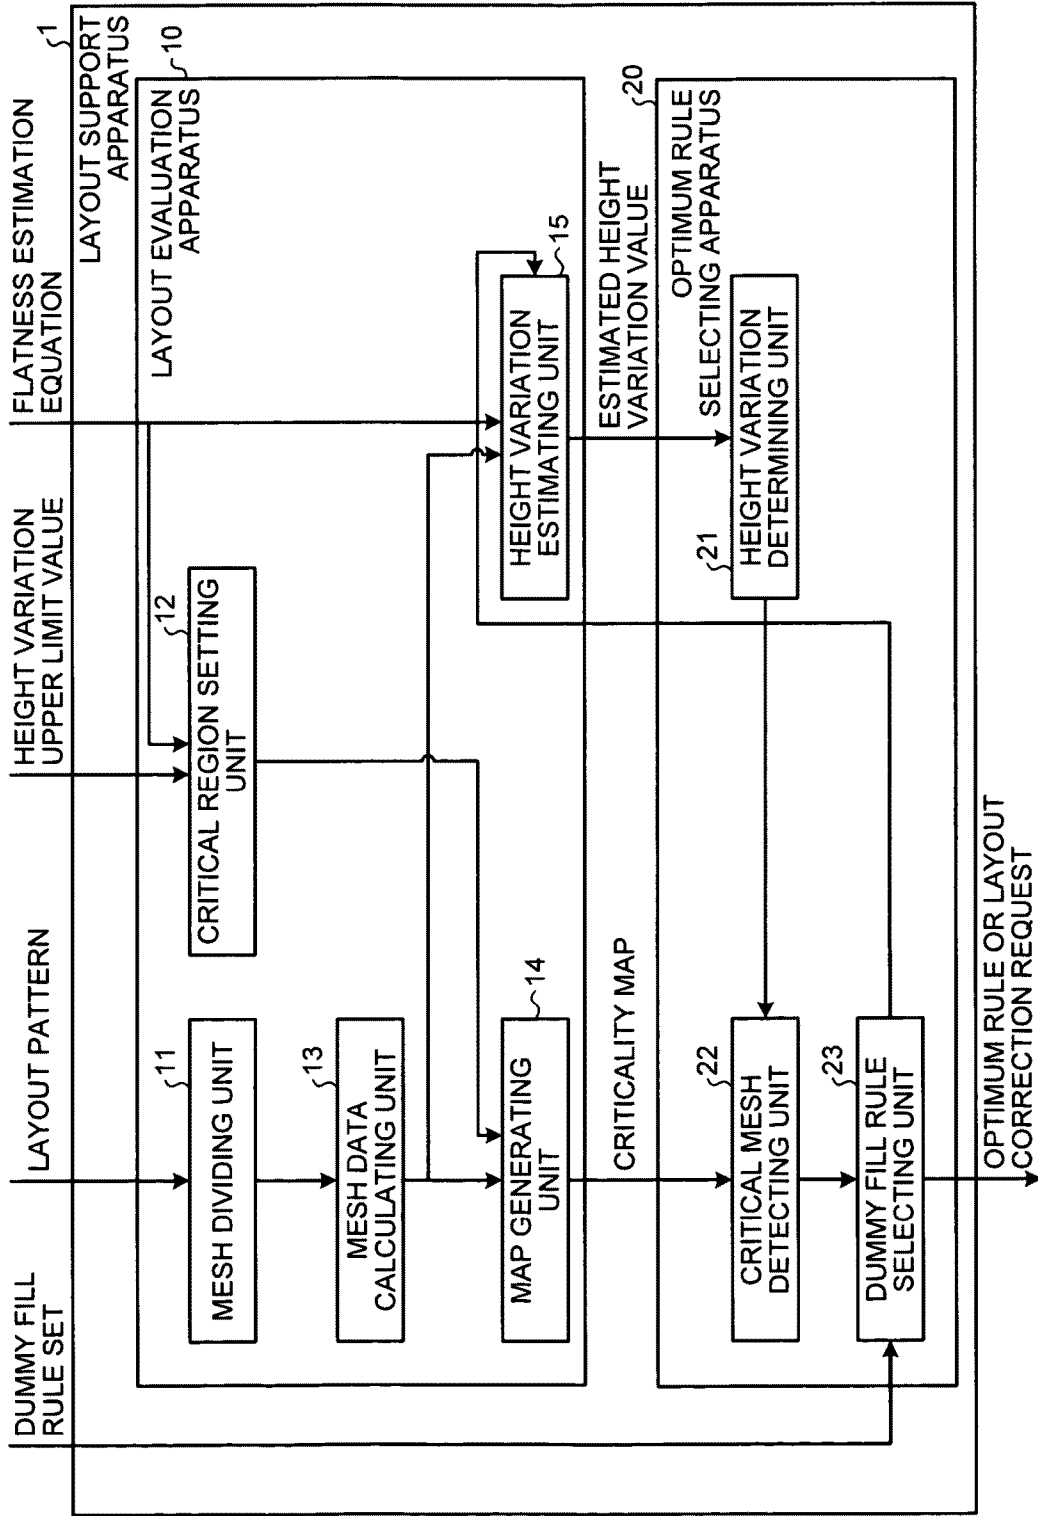 DUMMY FILL
RULE SET
LAYOUT PATTERN
HEIGHT VARIATION
UPPER LIMIT VALUE
FLATNESS ESTIMATION
EQUATION
1
LAYOUT SUPPORT
APPARATUS
10
LAYOUT EVALUATION
APPARATUS
11
MESH DIVIDING UNIT
12
CRITICAL REGION SETTING
UNIT
13
MESH DATA
CALCULATING UNIT
14
MAP GENERATING
UNIT
15
HEIGHT VARIATION
ESTIMATING UNIT
CRITICALITY MAP
ESTIMATED HEIGHT
VARIATION VALUE
20
OPTIMUM RULE
SELECTING APPARATUS
21
HEIGHT VARIATION
DETERMINING UNIT
22
CRITICAL MESH
DETECTING UNIT
23
DUMMY FILL RULE
SELECTING UNIT
OPTIMUM RULE OR LAYOUT
CORRECTION REQUEST